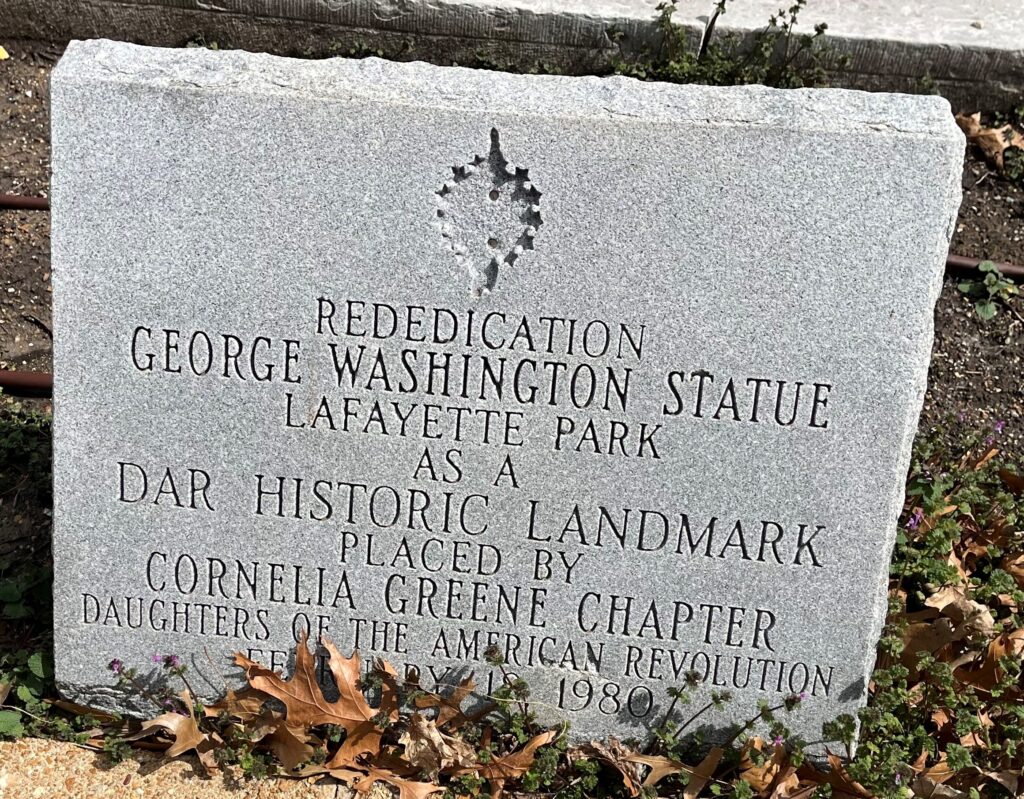 REDEDICATION
GEORGE WASHINGTON STATUE
LAFAYETTE PARK
AS A
DAR HISTORIC LANDMARK
PLACED BY
CORNELIA GREENE CHAPTER
DAUGHTERS OF THE AMERICAN REVOLUTION
1980